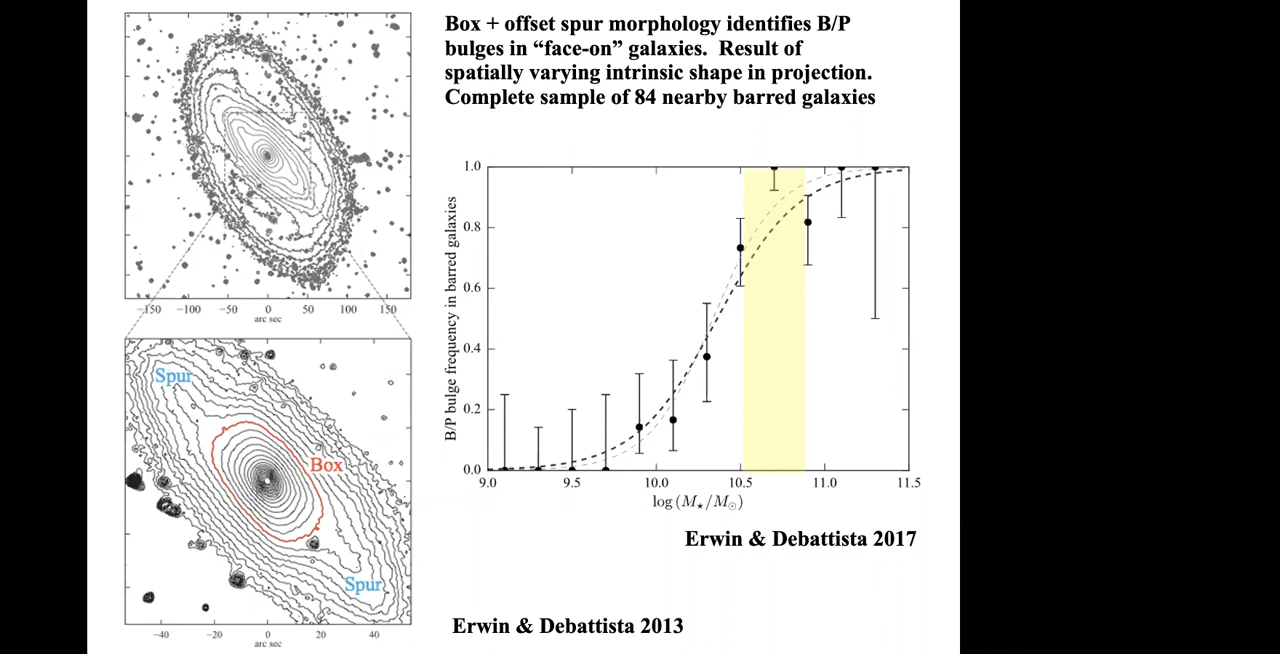 Box + offset spur morphology identifies B/P
bulges in “face-on” galaxies.  Result of
spatially varying intrinsic shape in projection.
Complete sample of 84 nearby barred galaxies
−150 −100 −50 0 50 100 150
arc sec
Spur
Box
Spur
−40 −20 0 20 40
arc sec
B/P bulge frequency in barred galaxies
1.0
0.8
0.6
0.4
0.2
0.0
9.0 9.5 10.0 10.5 11.0 11.5
log (M⋆/M⊙)
Erwin & Debattista 2017
Erwin & Debattista 2013